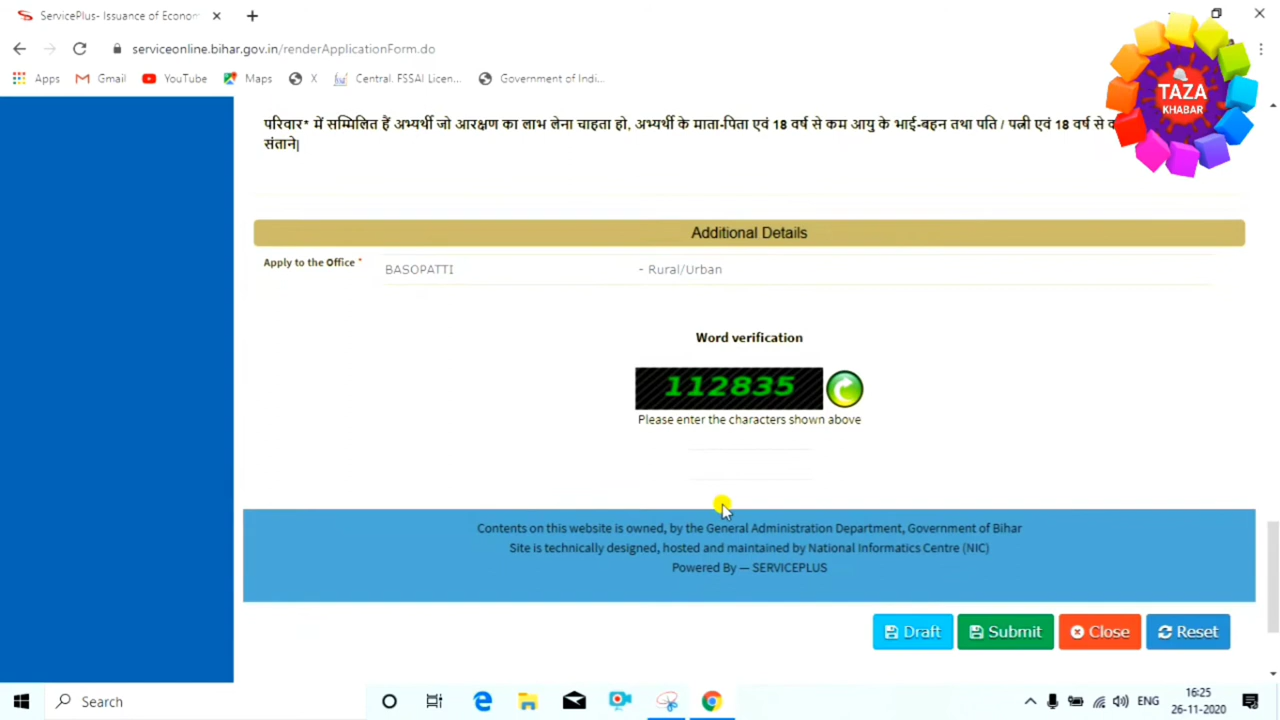 ServicePlus- Issuance of Econom
serviceonline.bihar.gov.in/renderApplicationForm.do
Apps Gmail YouTube Maps X Central. FSSAI Licen... Government of Indi...
TAZA
KHABAR
परिवार* में सम्मिलित हैं अभ्यर्थी जो आरक्षण का लाभ लेना चाहता हो, अभ्यर्थी के माता-पिता एवं 18 वर्ष से कम आयु के भाई-बहन तथा पति / पत्नी एवं 18 वर्ष से
संताने|
Additional Details
Apply to the Office * BASOPATTI - Rural/Urban
Word verification
112835
Please enter the characters shown above
Contents on this website is owned, by the General Administration Department, Government of Bihar
Site is technically designed, hosted and maintained by National Informatics Centre (NIC)
Powered By — SERVICEPLUS
Draft Submit Close Reset
Search ENG 16:25
26-11-2020